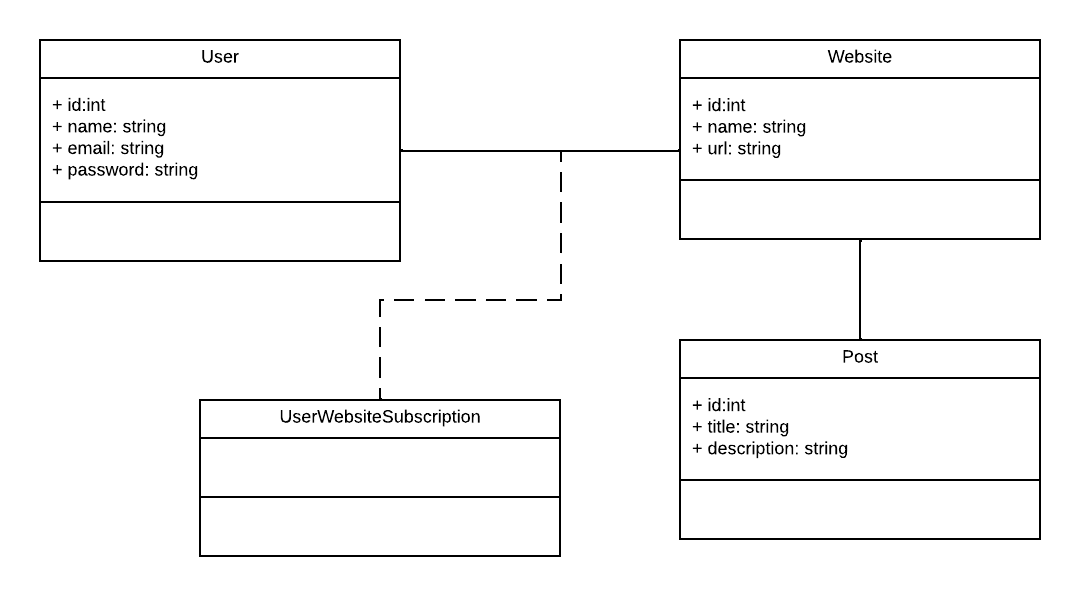 User
+ id:int
+ name: string
+ email: string
+ password: string
Website
+ id:int
+ name: string
+ url: string
UserWebsiteSubscription
Post
+ id:int
+ title: string
+ description: string